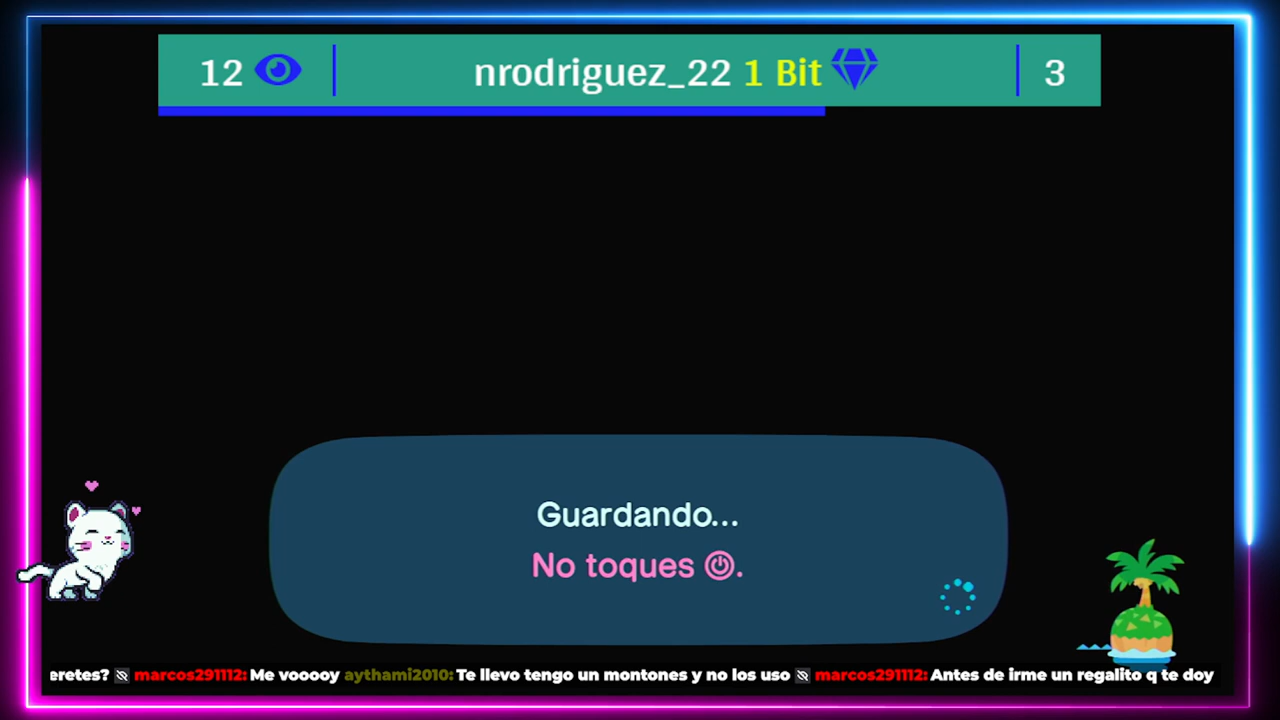 12 nrodriguez_22 1 Bit 3
Guardando...
No toques.
eretes? marcos291112: Me vooooy aythami2010: Te llevo tengo un montones y no los uso marcos291112: Antes de irme un regalito q te doy